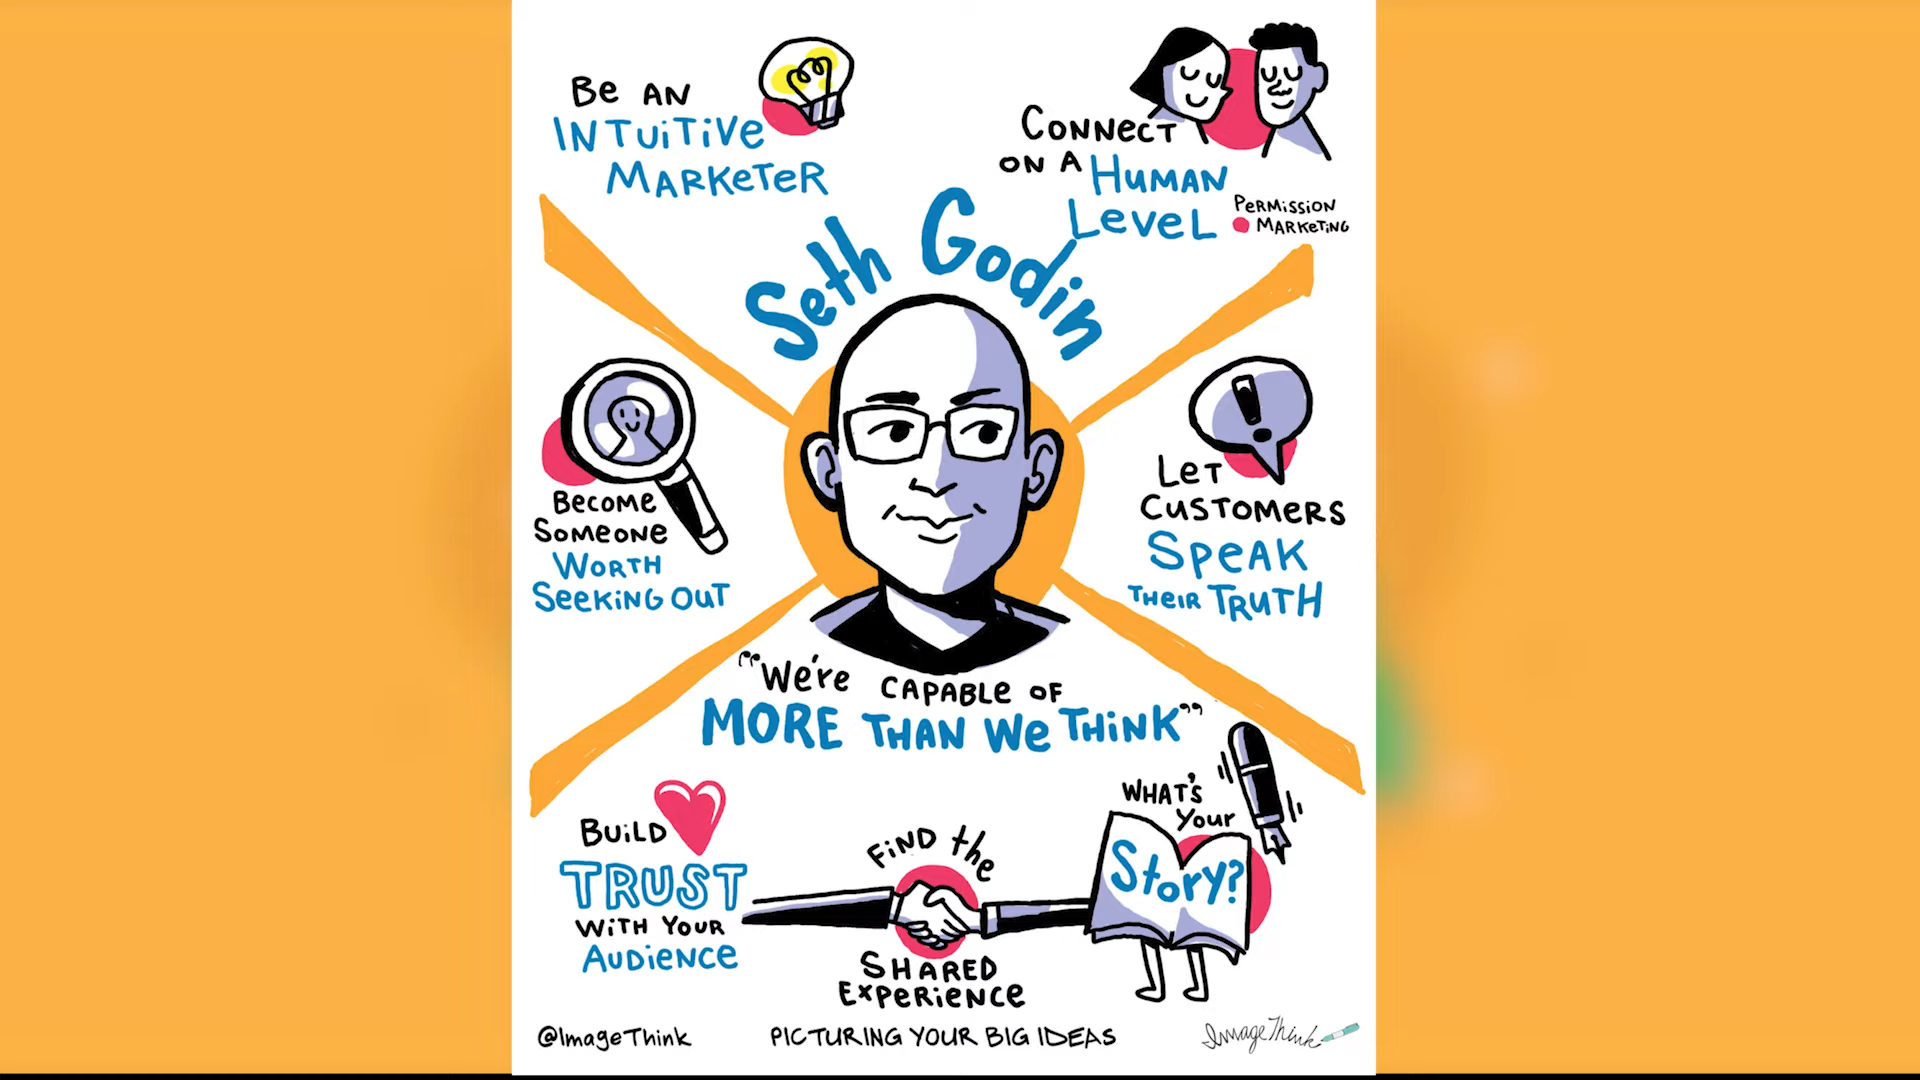 Be AN
INTUiTiVe
MARKeTeR
CONNecT
ON A HUMAN
LeveL
PeRMiSSiON
MARKeTiNG
Seth Godin
BecoMe
SoMeoNe
WoRTH
SeeKiNG OUT
LeT
CUSTOMeRS
SPeAK
THeiR TRUTH
"We're CAPABLe OF
MORE THAN We THiNK"
BUiLD
TRUST
WiTH YOUR
AUDieNCe
FiND the
SHARED
ExPeRieNCe
WHAT'S
Your
Story?
@ImageThink
PICTURING YOUR BIG IDEAS
ImageThink